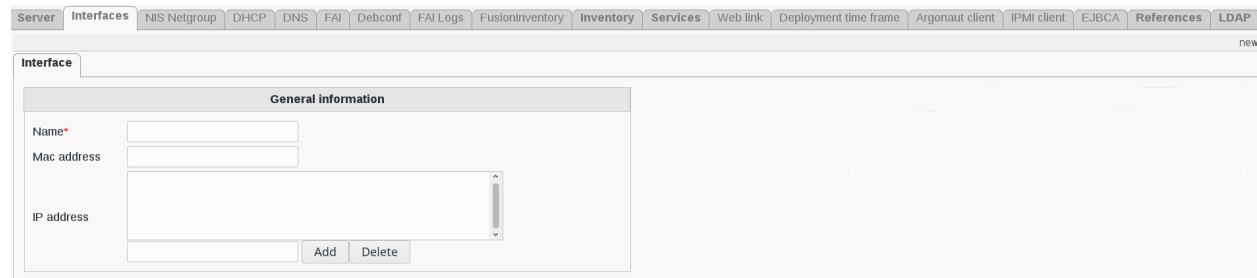 Server Interfaces NIS Netgroup DHCP DNS FAI Debconf FAI Logs FusionInventory Inventory Services Web link Deployment time frame Argonaut client IPMI client EJBCA References LDAP
new
Interface
General information
Name*
Mac address
IP address
Add Delete